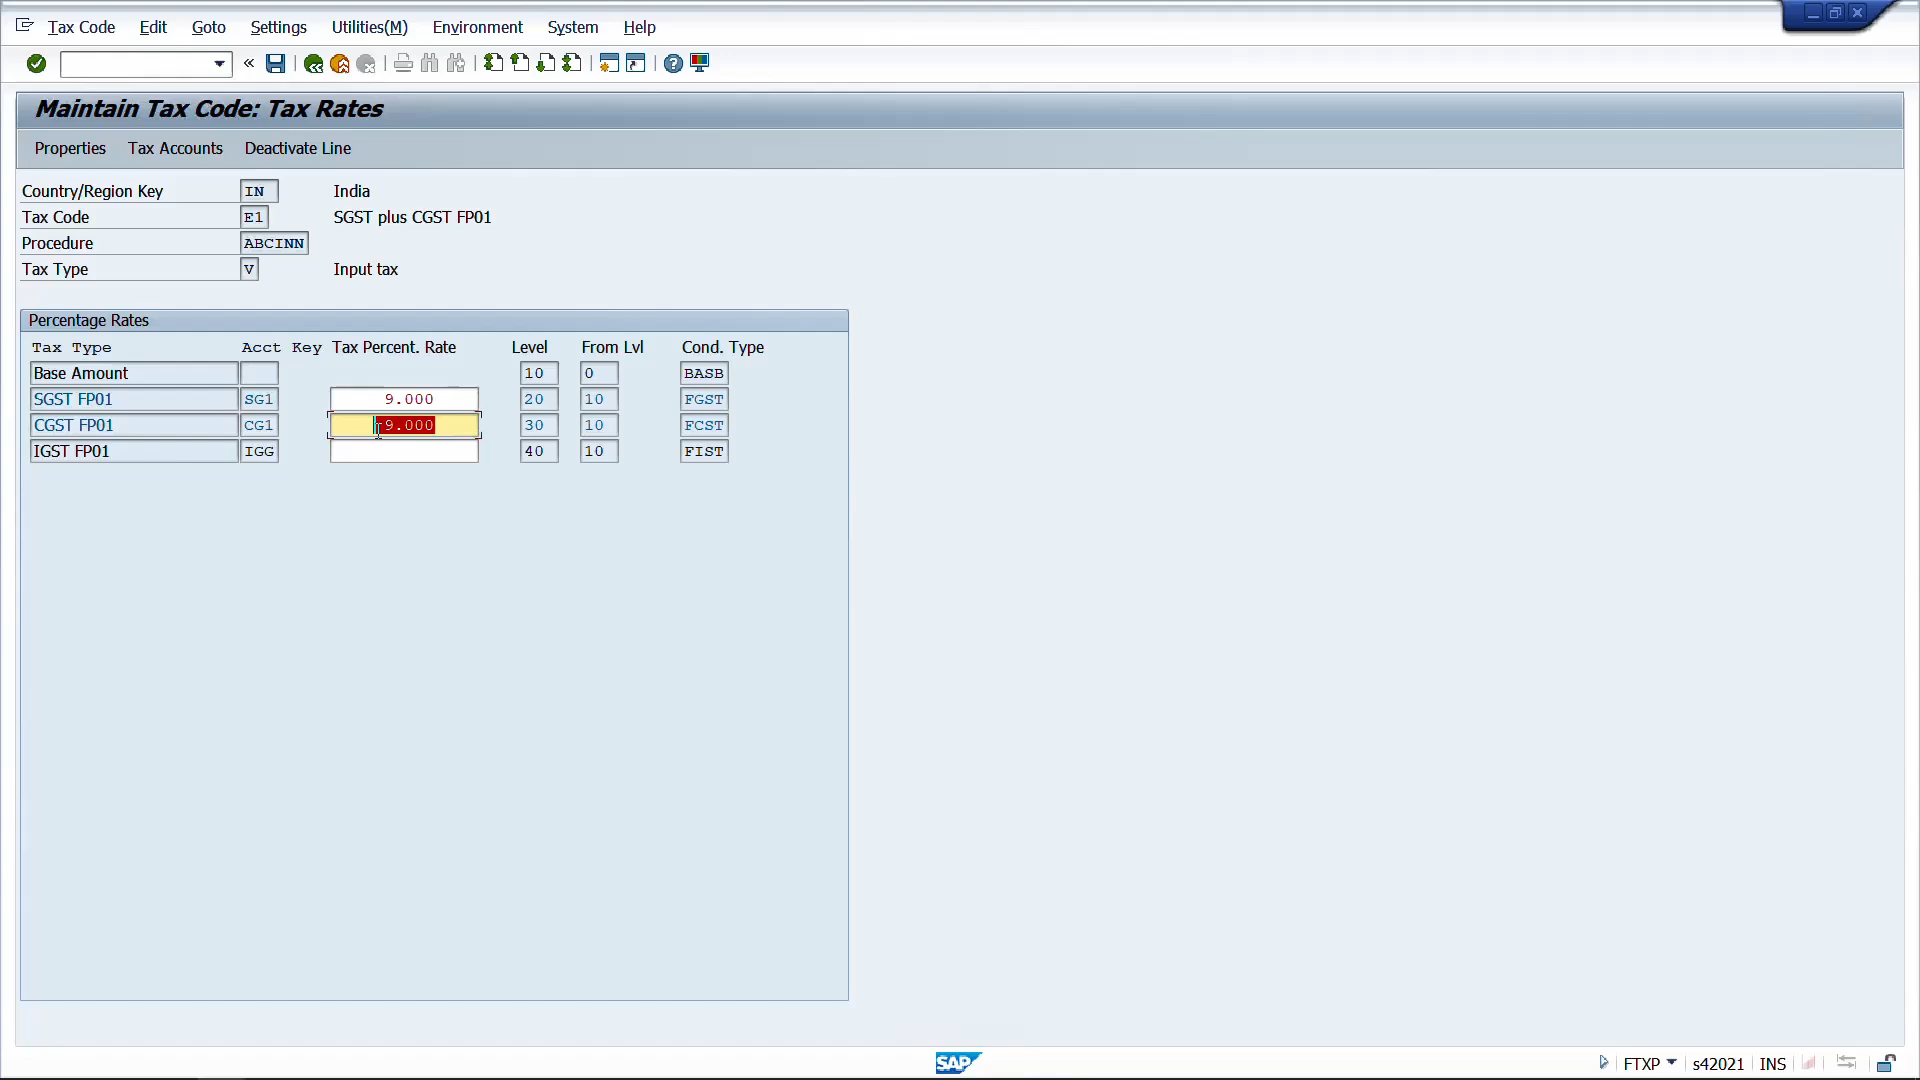 Tax Code Edit Goto Settings Utilities(M) Environment System Help
Maintain Tax Code: Tax Rates
Properties Tax Accounts Deactivate Line
Country/Region Key IN India
Tax Code E1 SGST plus CGST FP01
Procedure ABCINN
Tax Type V Input tax
Percentage Rates
Tax Type Acct Key Tax Percent. Rate Level From Lvl Cond. Type
Base Amount 10 0 BASB
SGST FP01 SG1 9.000 20 10 FGST
CGST FP01 CG1 9.000 30 10 FCST
IGST FP01 IGG 40 10 FIST
SAP FTXP s42021 INS